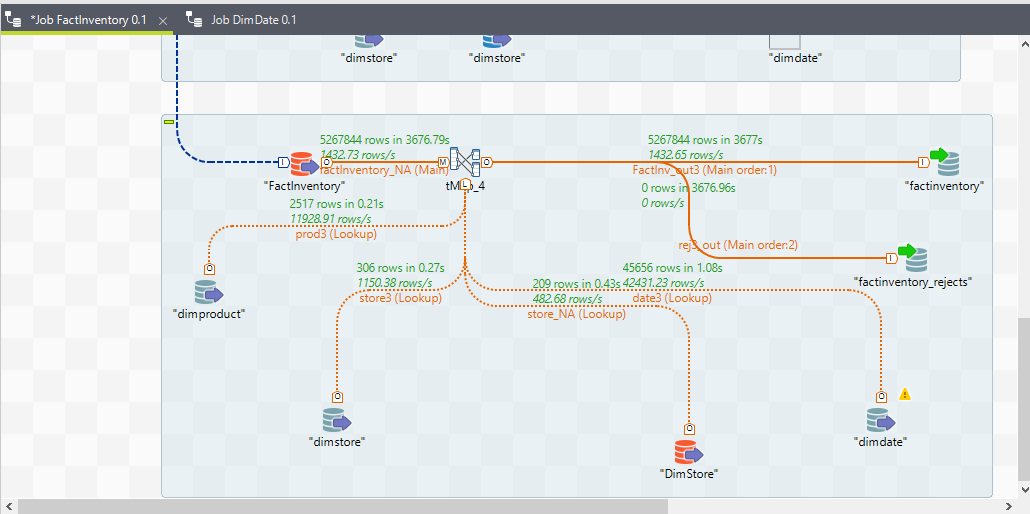 *Job FactInventory 0.1
Job DimDate 0.1
"dimstore"
"dimstore"
"dimdate"
5267844 rows in 3676.79s
1432.73 rows/s
factInventory_NA (Main)
"FactInventory"
5267844 rows in 3677s
1432.65 rows/s
FactInv_out3 (Main order:1)
"factinventory"
0 rows in 3676.96s
0 rows/s
rej3_out (Main order:2)
"factinventory_rejects"
2517 rows in 0.21s
11928.91 rows/s
prod3 (Lookup)
"dimproduct"
306 rows in 0.27s
1150.38 rows/s
store3 (Lookup)
209 rows in 0.43s
482.68 rows/s
store_NA (Lookup)
45656 rows in 1.08s
42431.23 rows/s
date3 (Lookup)
"dimstore"
"DimStore"
"dimdate"